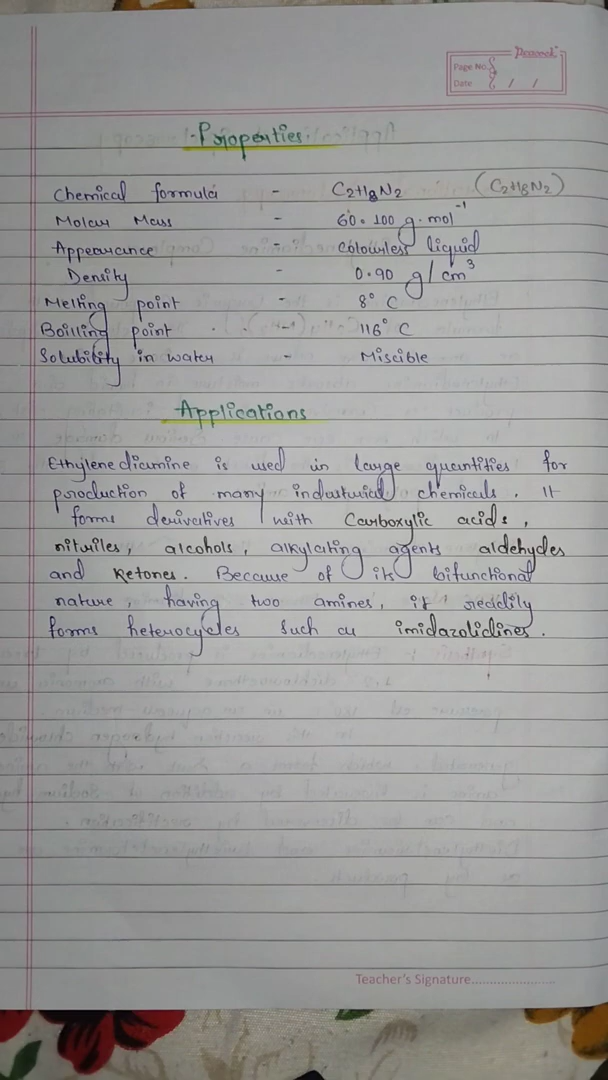 Peacock
Page No.
Date / /
Properties
Chemical formula - C2H8N2 (C2H8N2)
Molar Mass - 60.100 g.mol-1
Appearance - Colourless liquid
Density - 0.90 g/cm3
Melting point - 8° C
Boilling point - 116° C
Solubility in water - Miscible
Applications
Ethylenediamine is used in large quantities for
production of many industrial chemicals. It
forms derivatives with Carboxylic acids,
nitriles, alcohols, alkylating agents aldehydes
and Ketones. Because of its bifunctional
nature, having two amines, it readily
forms heterocycles such as imidazolidines.
Teacher's Signature.......................